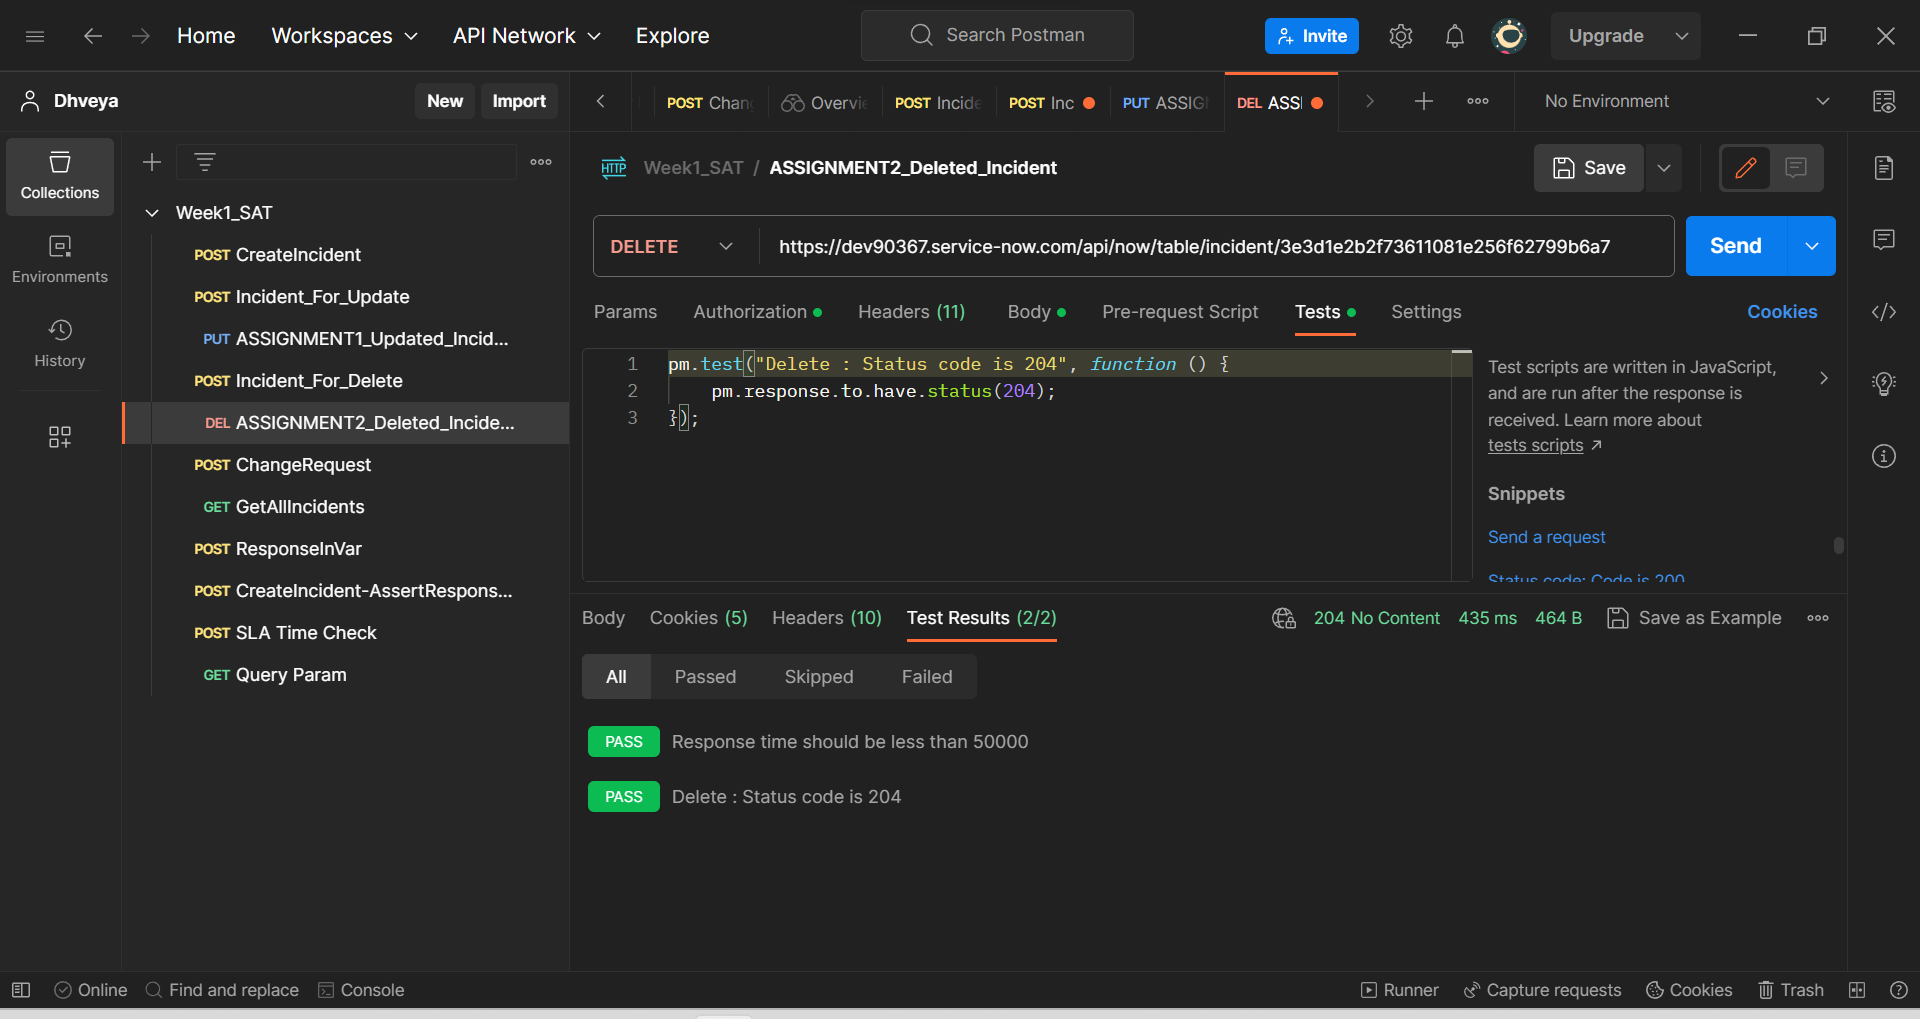 Home Workspaces API Network Explore Search Postman Invite Upgrade
Dhveya New Import
POST Chan Overvie POST Incide POST Inc PUT ASSIG DEL ASSI No Environment
Collections
Environments
History
Week1_SAT
POST CreateIncident
POST Incident_For_Update
PUT ASSIGNMENT1_Updated_Incid...
POST Incident_For_Delete
DEL ASSIGNMENT2_Deleted_Incide...
POST ChangeRequest
GET GetAllIncidents
POST ResponseInVar
POST CreateIncident-AssertRespons...
POST SLA Time Check
GET Query Param
HTTP Week1_SAT / ASSIGNMENT2_Deleted_Incident Save
DELETE https://dev90367.service-now.com/api/now/table/incident/3e3d1e2b2f73611081e256f62799b6a7 Send
Params Authorization Headers (11) Body Pre-request Script Tests Settings Cookies
1 pm.test("Delete : Status code is 204", function () {
2 pm.response.to.have.status(204);
3 });
Test scripts are written in JavaScript,
and are run after the response is
received. Learn more about
tests scripts ↗
Snippets
Send a request
Status code: Code is 200
Body Cookies (5) Headers (10) Test Results (2/2) 204 No Content 435 ms 464 B Save as Example
All Passed Skipped Failed
PASS Response time should be less than 50000
PASS Delete : Status code is 204
Online Find and replace Console Runner Capture requests Cookies Trash